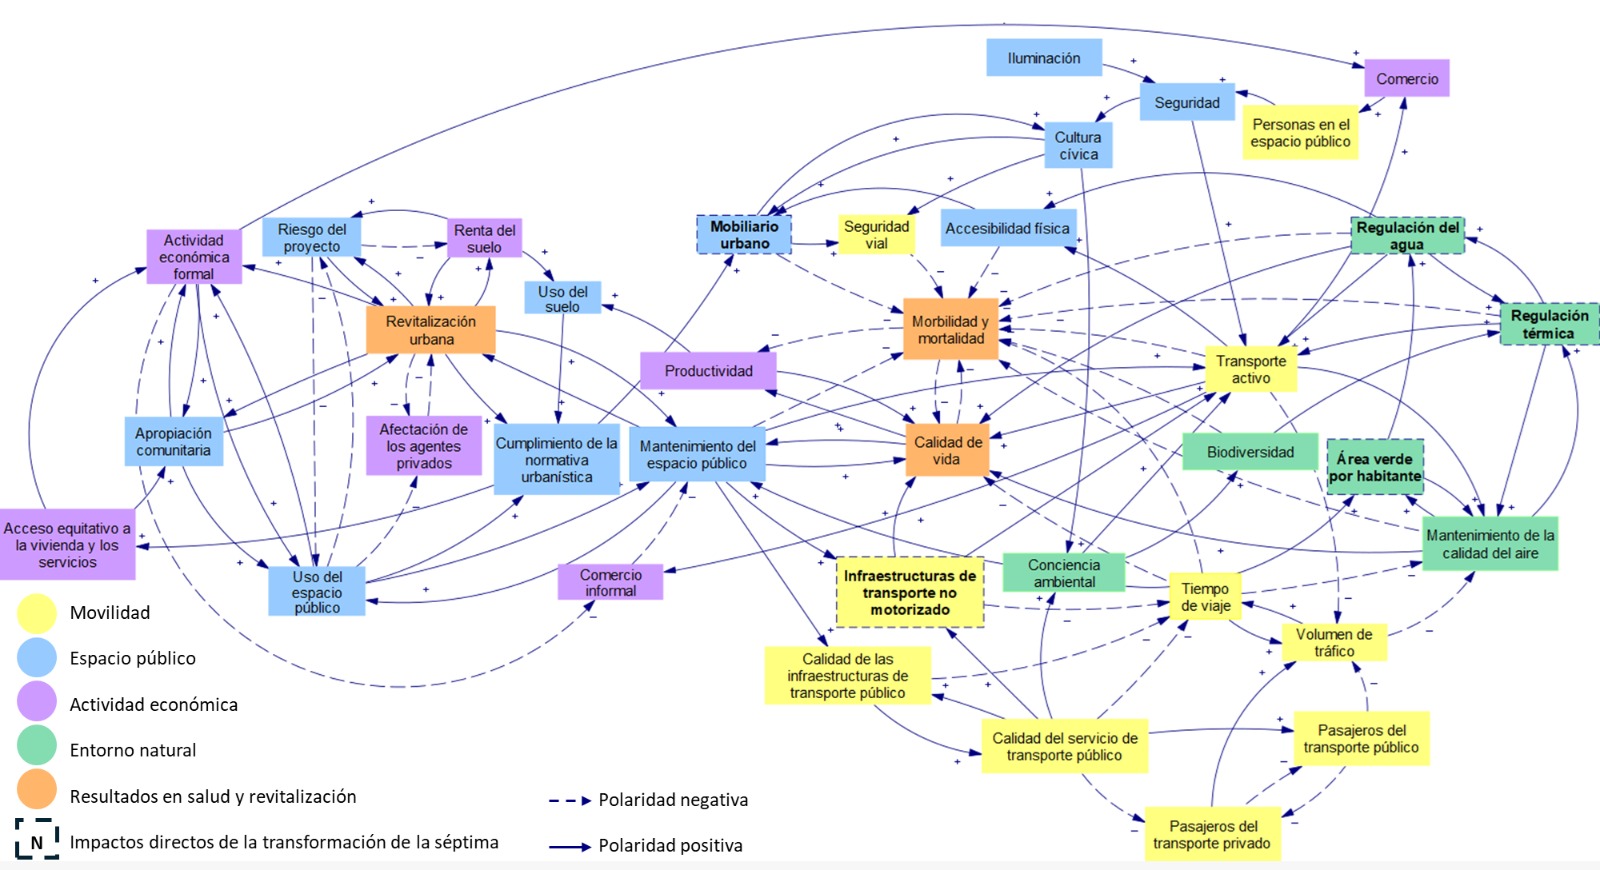 Iluminación
Comercio
Seguridad
Personas en el
espacio público
Cultura
cívica
Actividad
económica
formal
Riesgo del
proyecto
Renta del
suelo
Mobiliario
urbano
Seguridad
vial
Accesibilidad física
Regulación del
agua
Uso del
suelo
Revitalización
urbana
Morbilidad y
mortalidad
Regulación
térmica
Productividad
Transporte
activo
Apropiación
comunitaria
Afectación de
los agentes
privados
Cumplimiento de la
normativa
urbanística
Mantenimiento del
espacio público
Calidad de
vida
Biodiversidad
Área verde
por habitante
Acceso equitativo a
la vivienda y los
servicios
Mantenimiento de la
calidad del aire
Uso del
espacio
público
Comercio
informal
Infraestructuras de
transporte no
motorizado
Conciencia
ambiental
Tiempo
de viaje
Volumen de
tráfico
Calidad de las
infraestructuras de
transporte público
Calidad del servicio de
transporte público
Pasajeros del
transporte público
Pasajeros del
transporte privado
Movilidad
Espacio público
Actividad económica
Entorno natural
Resultados en salud y revitalización
N Impactos directos de la transformación de la séptima
Polaridad negativa
Polaridad positiva